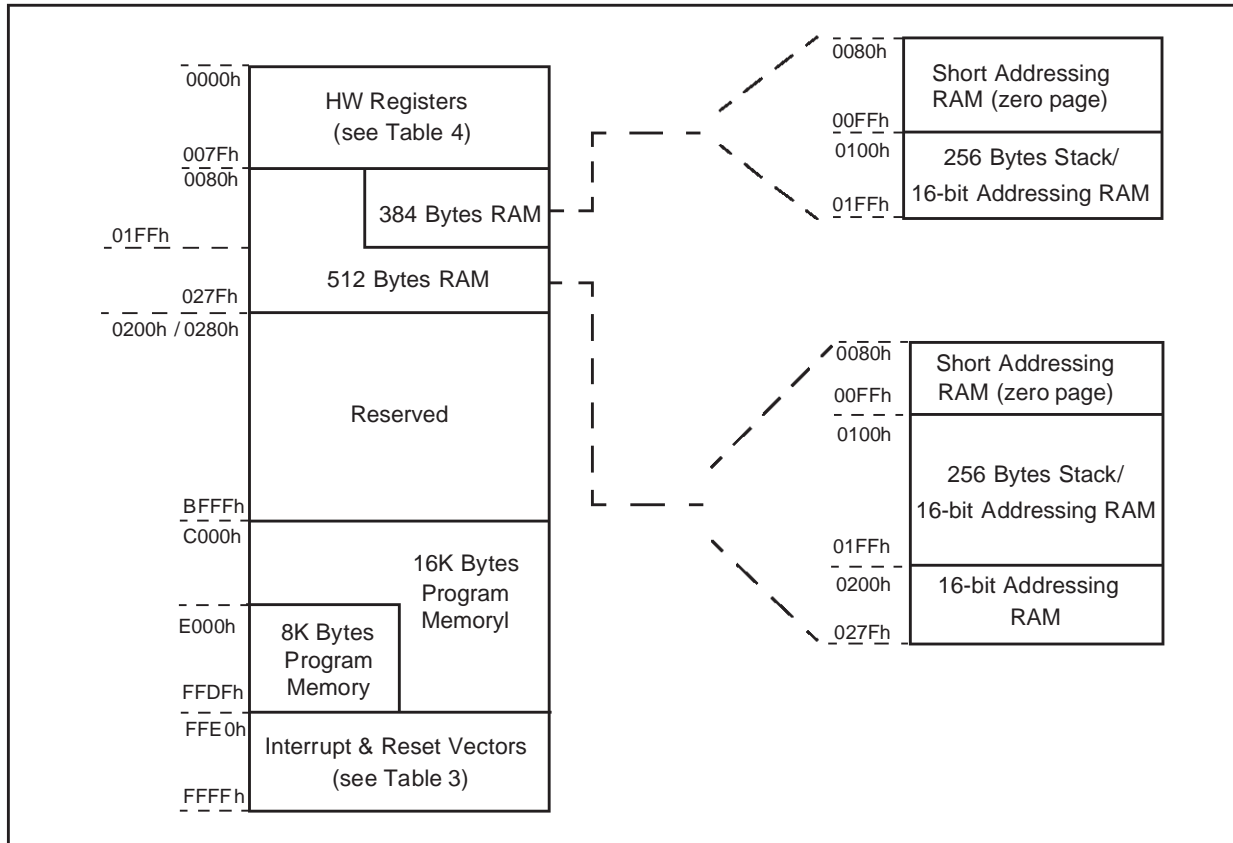 0000h
HW Registers
(see Table 4)
007Fh
0080h
384 Bytes RAM
01FFh
512 Bytes RAM
027Fh
0200h / 0280h
Reserved
BFFFh
C000h
16K Bytes
Program
Memoryl
E000h
8K Bytes
Program
Memory
FFDFh
FFE0h
Interrupt & Reset Vectors
(see Table 3)
FFFFh
0080h
Short Addressing
RAM (zero page)
00FFh
0100h
256 Bytes Stack/
16-bit Addressing RAM
01FFh
0080h
Short Addressing
RAM (zero page)
00FFh
0100h
256 Bytes Stack/
16-bit Addressing RAM
01FFh
0200h
16-bit Addressing
RAM
027Fh